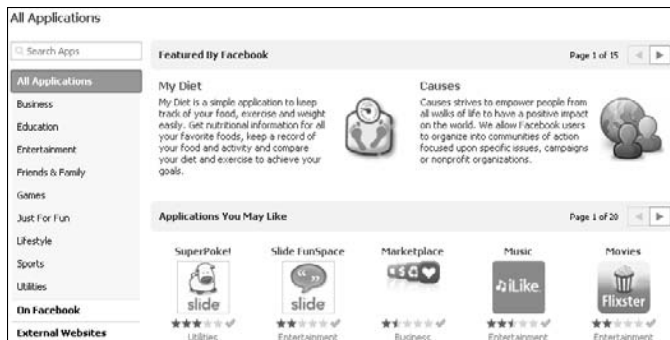 All Applications
Search Apps
All Applications
Business
Education
Entertainment
Friends & Family
Games
Just For Fun
Lifestyle
Sports
Utilities
On Facebook
External Websites
Featured By Facebook
Page 1 of 15
My Diet
My Diet is a simple application to keep
track of your food, exercise and weight
easily. Get nutritional information for all
your favorite foods, keep a record of
your food and activity and compare
your diet and exercise to achieve your
goals.
Causes
Causes strives to empower people from
all walks of life to have a positive impact
on the world. We allow Facebook users
to organize into communities of action
focused upon specific issues, campaigns
or nonprofit organizations.
Applications You May Like
Page 1 of 20
SuperPoke!
slide
Utilities
Slide FunSpace
slide
Entertainment
Marketplace
Business
Music
iLike
Entertainment
Movies
Flixster
Entertainment